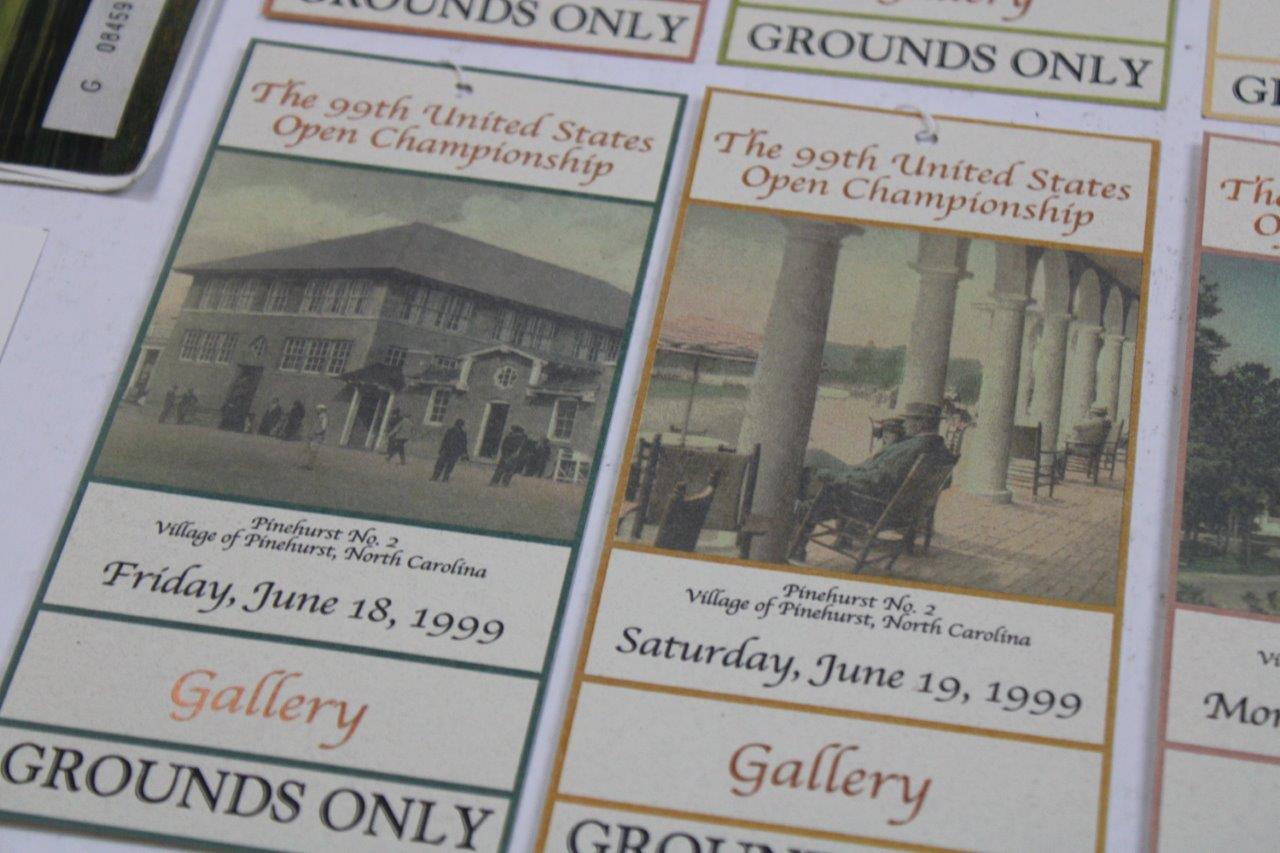 G 08459
GROUNDS ONLY
Gallery
GROUNDS ONLY
The 99th United States
Open Championship
Pinehurst No. 2
Village of Pinehurst, North Carolina
Friday, June 18, 1999
Gallery
GROUNDS ONLY
The 99th United States
Open Championship
Pinehurst No. 2
Village of Pinehurst, North Carolina
Saturday, June 19, 1999
Gallery
The